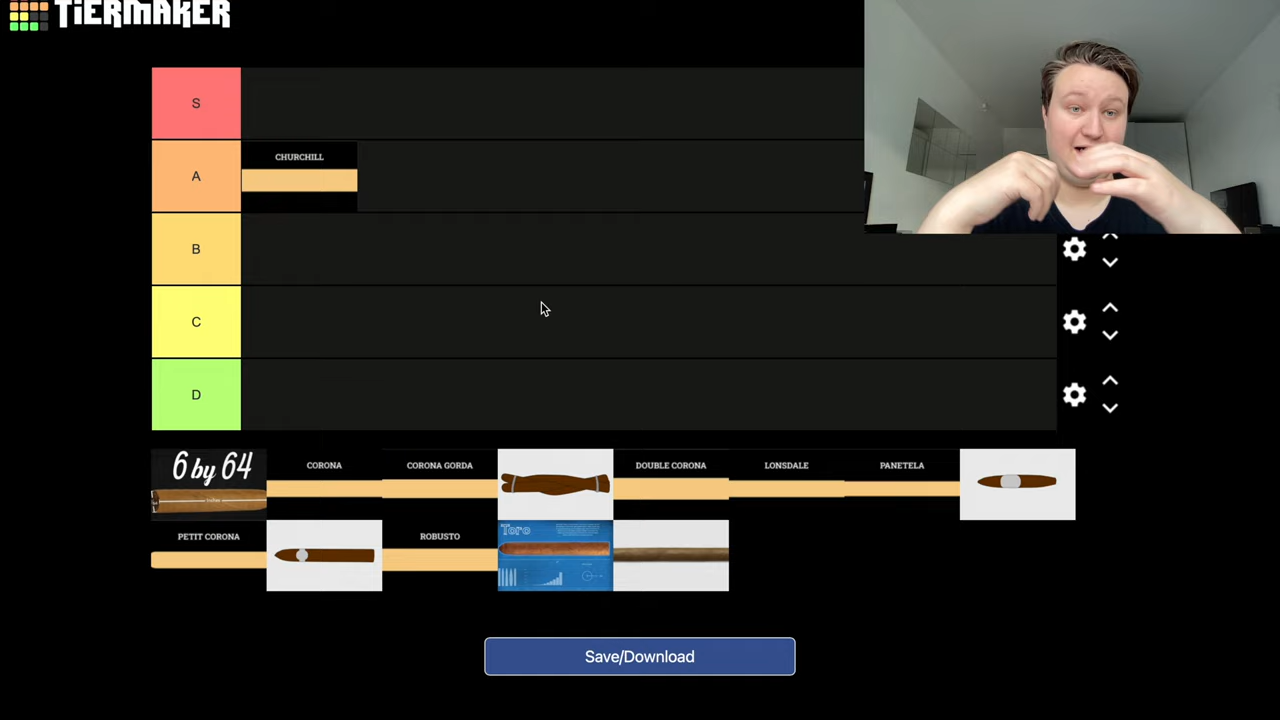 TIERMAKER
S
A
CHURCHILL
B
C
D
6 by 64
CORONA
CORONA GORDA
DOUBLE CORONA
LONSDALE
PANETELA
PETIT CORONA
ROBUSTO
Toro
Save/Download